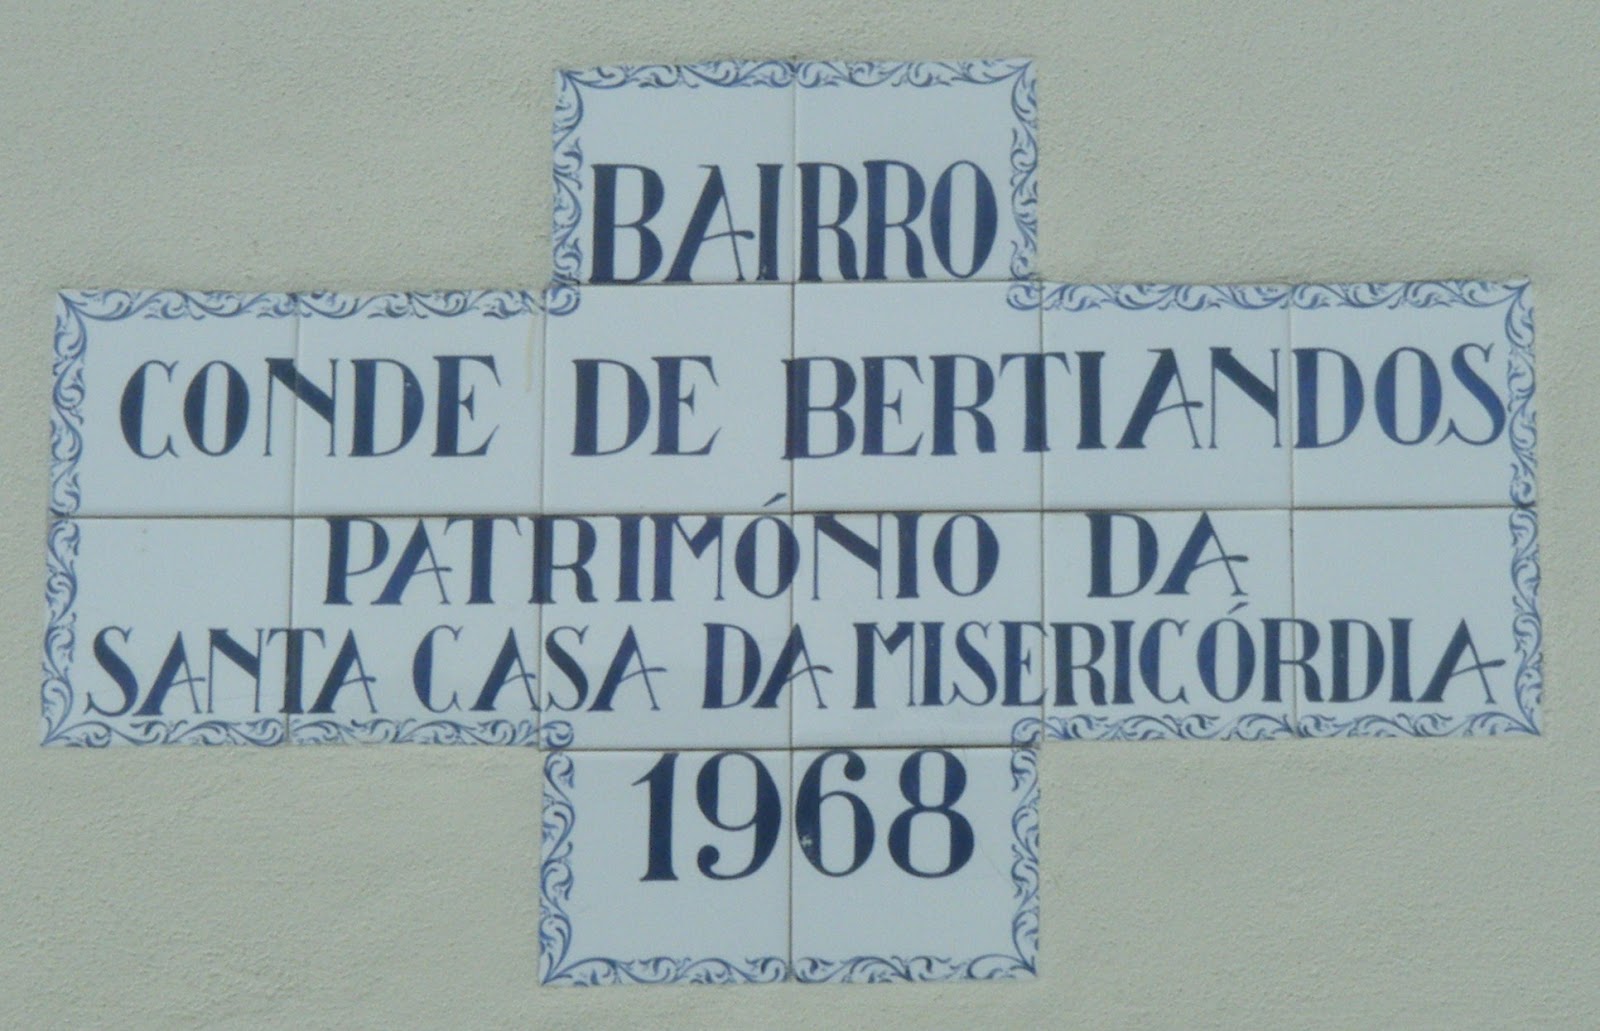 BAIRRO
CONDE DE BERTIANDOS
PATRIMÓNIO DA
SANTA CASA DA MISERICÓRDIA
1968